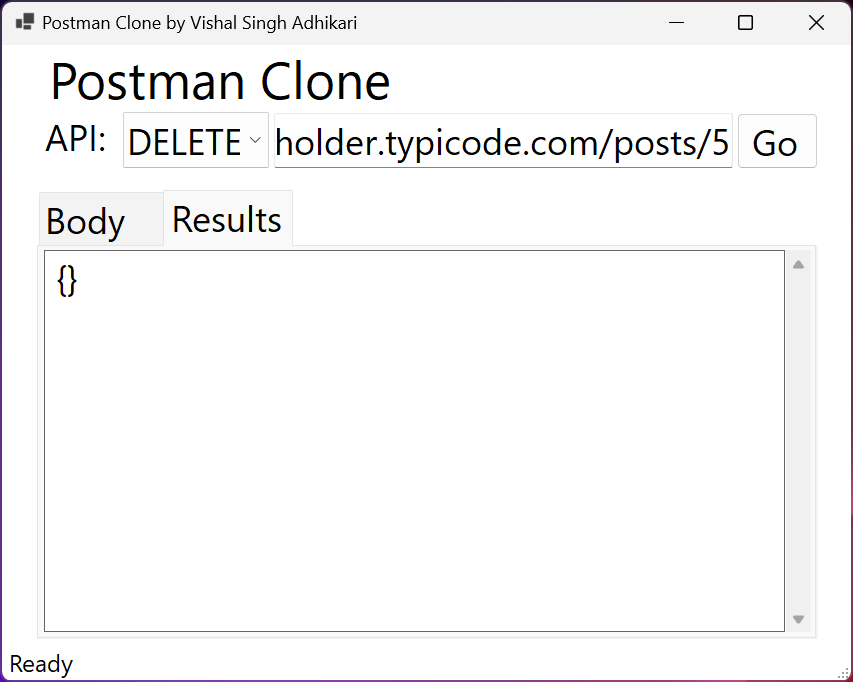 Postman Clone by Vishal Singh Adhikari
Postman Clone
API: DELETE holder.typicode.com/posts/5 Go
Body Results
{}
Ready